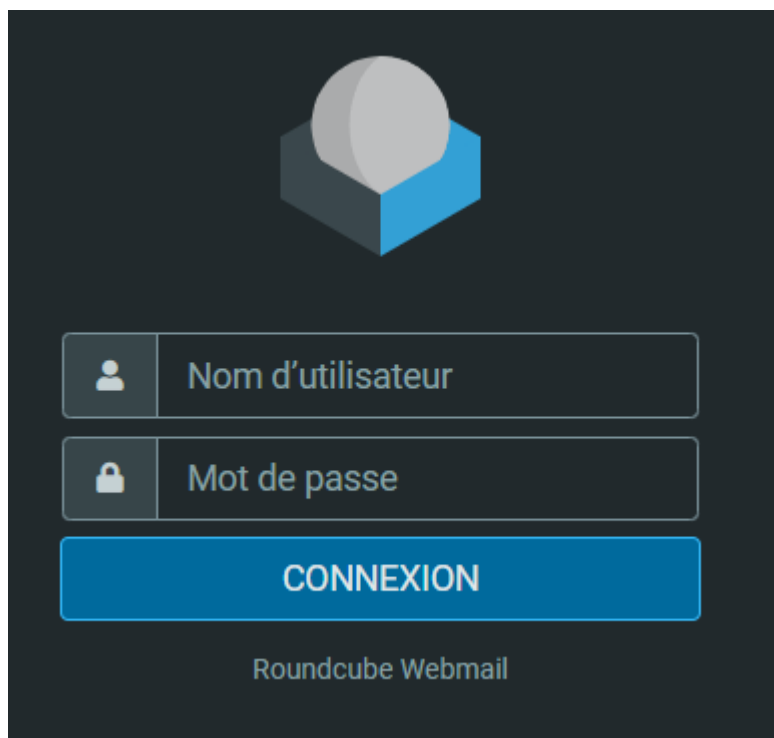 Nom d’utilisateur
Mot de passe
CONNEXION
Roundcube Webmail